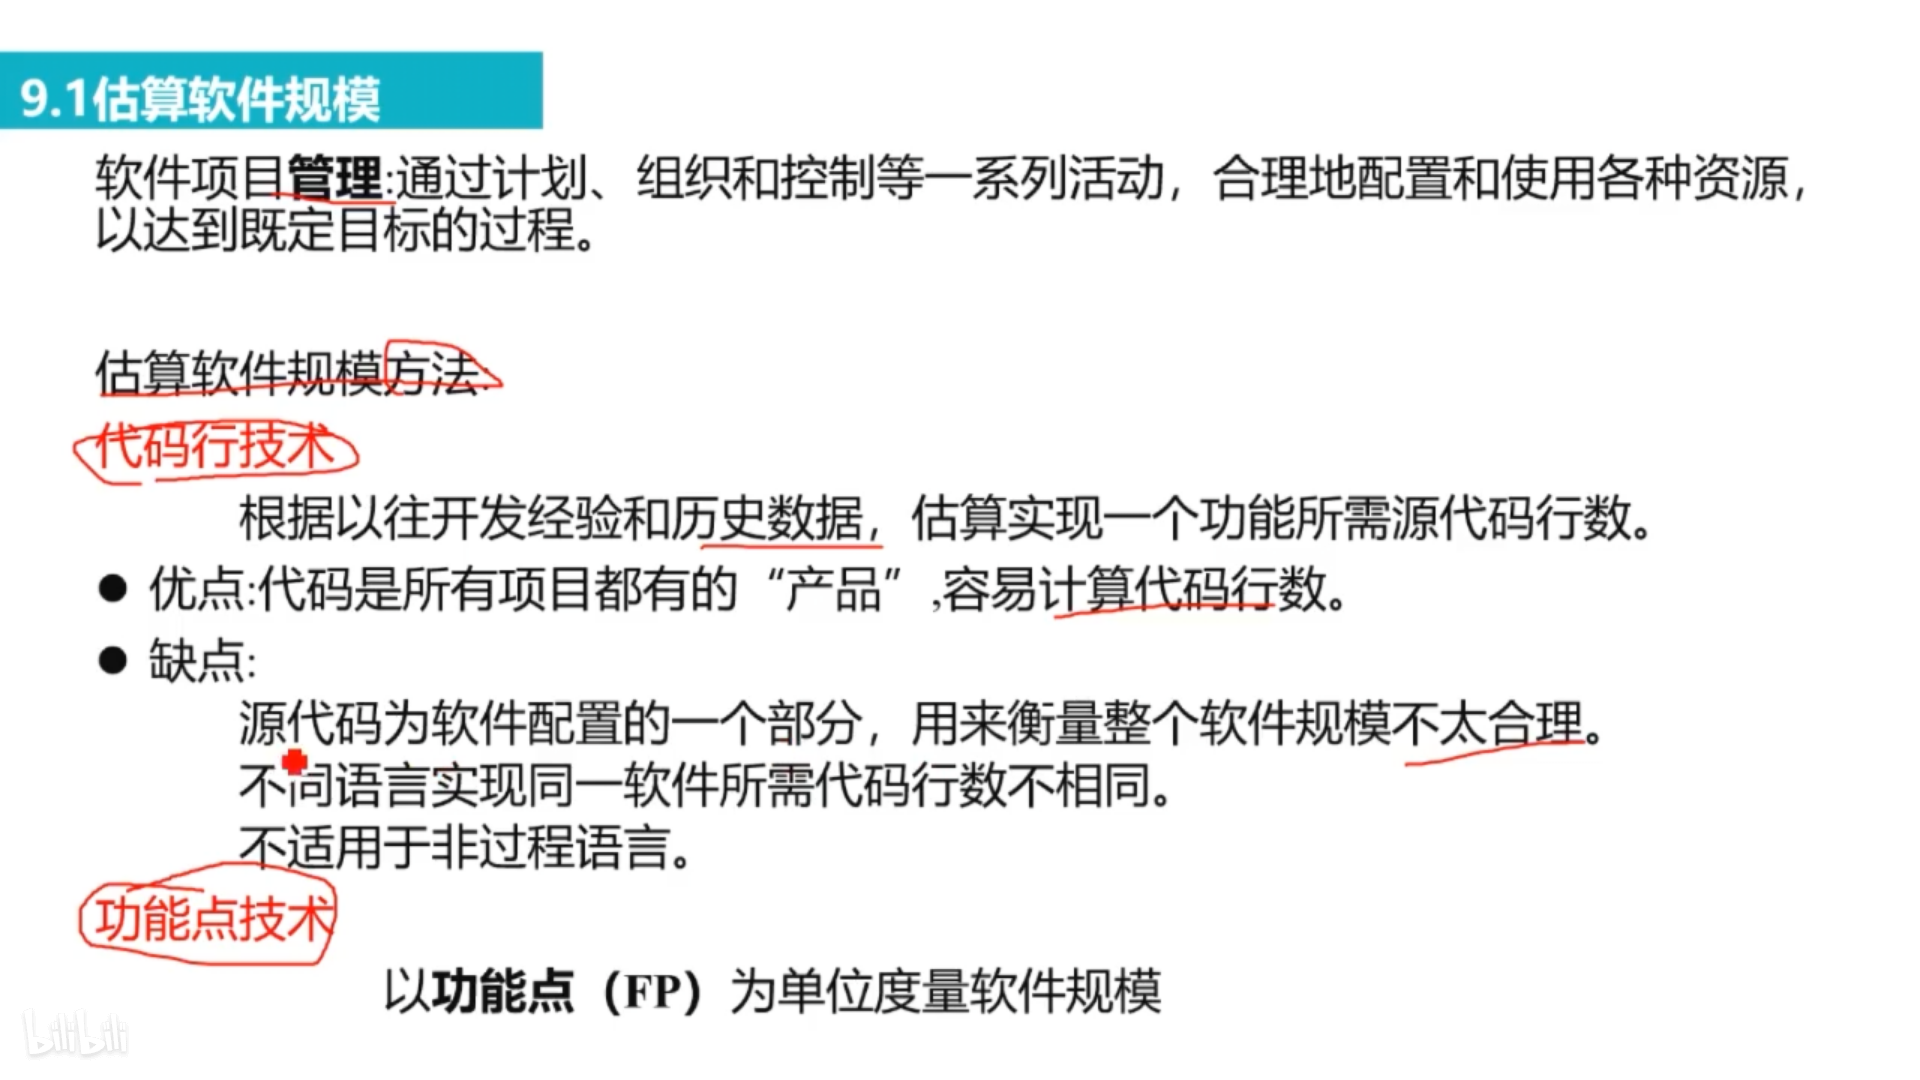 9.1估算软件规模
软件项目管理:通过计划、组织和控制等一系列活动，合理地配置和使用各种资源，
以达到既定目标的过程。
估算软件规模方法:
代码行技术
根据以往开发经验和历史数据，估算实现一个功能所需源代码行数。
● 优点:代码是所有项目都有的“产品”,容易计算代码行数。
● 缺点:
源代码为软件配置的一个部分，用来衡量整个软件规模不太合理。
不同语言实现同一软件所需代码行数不相同。
不适用于非过程语言。
功能点技术
以功能点（FP）为单位度量软件规模
bilibili